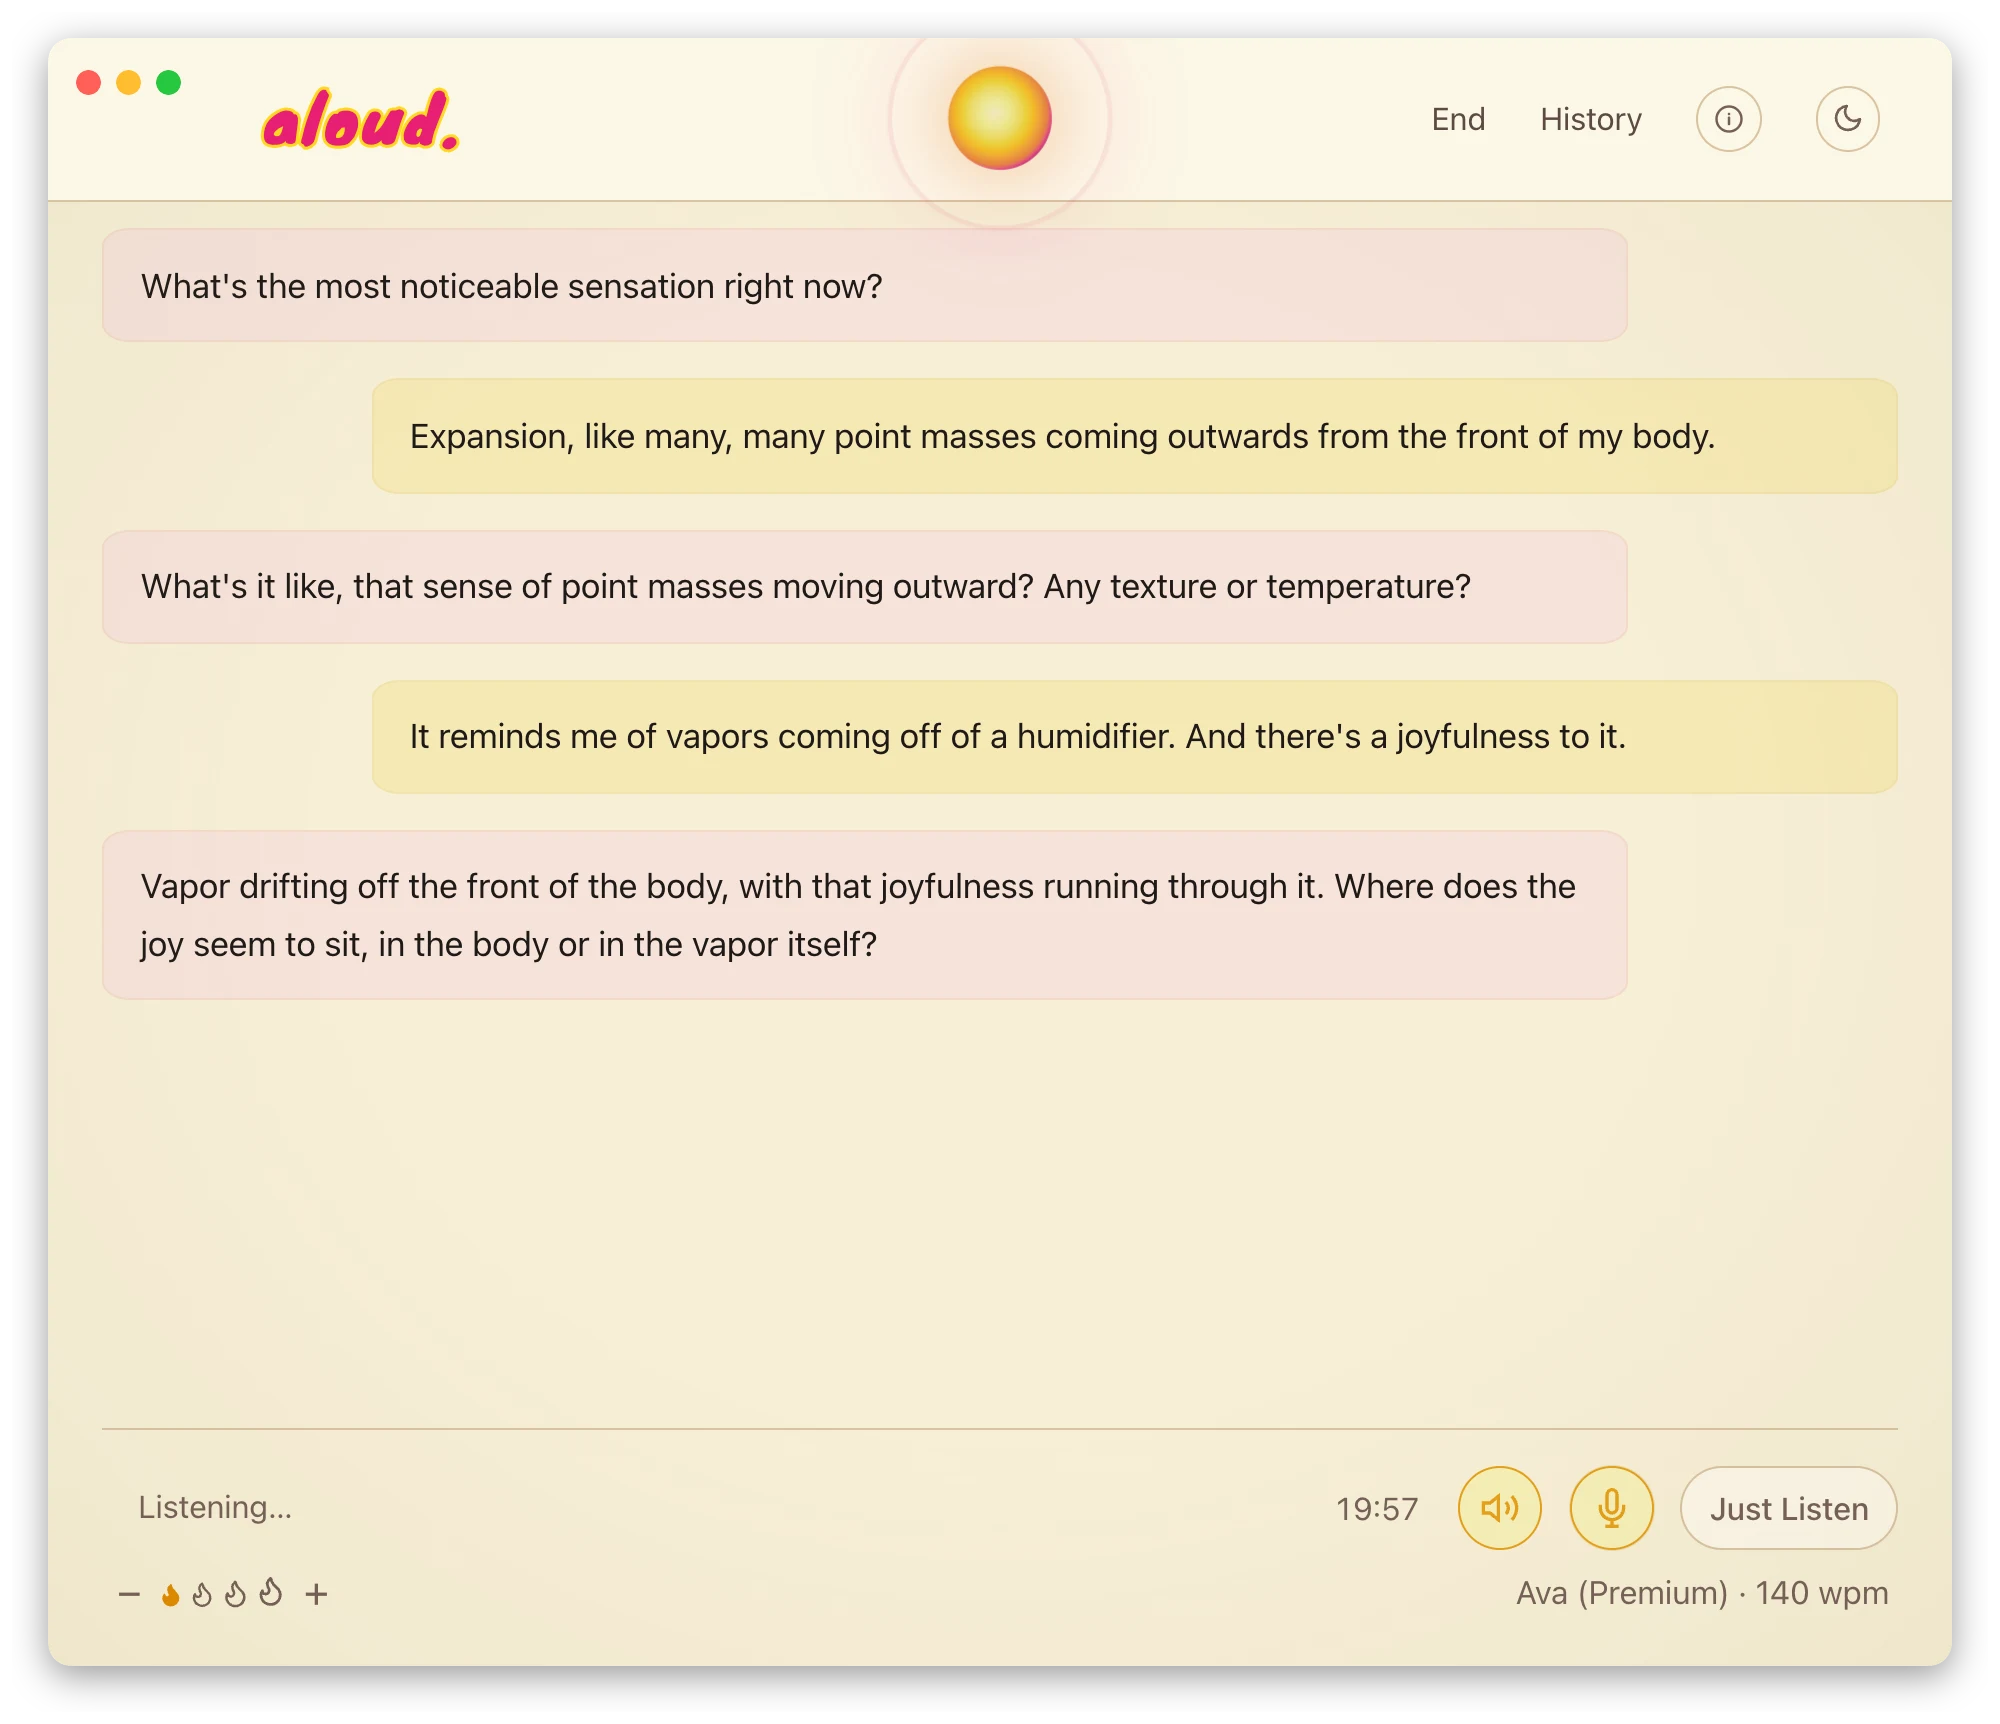 aloud.
End
History
What's the most noticeable sensation right now?
Expansion, like many, many point masses coming outwards from the front of my body.
What's it like, that sense of point masses moving outward? Any texture or temperature?
It reminds me of vapors coming off of a humidifier. And there's a joyfulness to it.
Vapor drifting off the front of the body, with that joyfulness running through it. Where does the
joy seem to sit, in the body or in the vapor itself?
Listening...
19:57
Just Listen
Ava (Premium) · 140 wpm